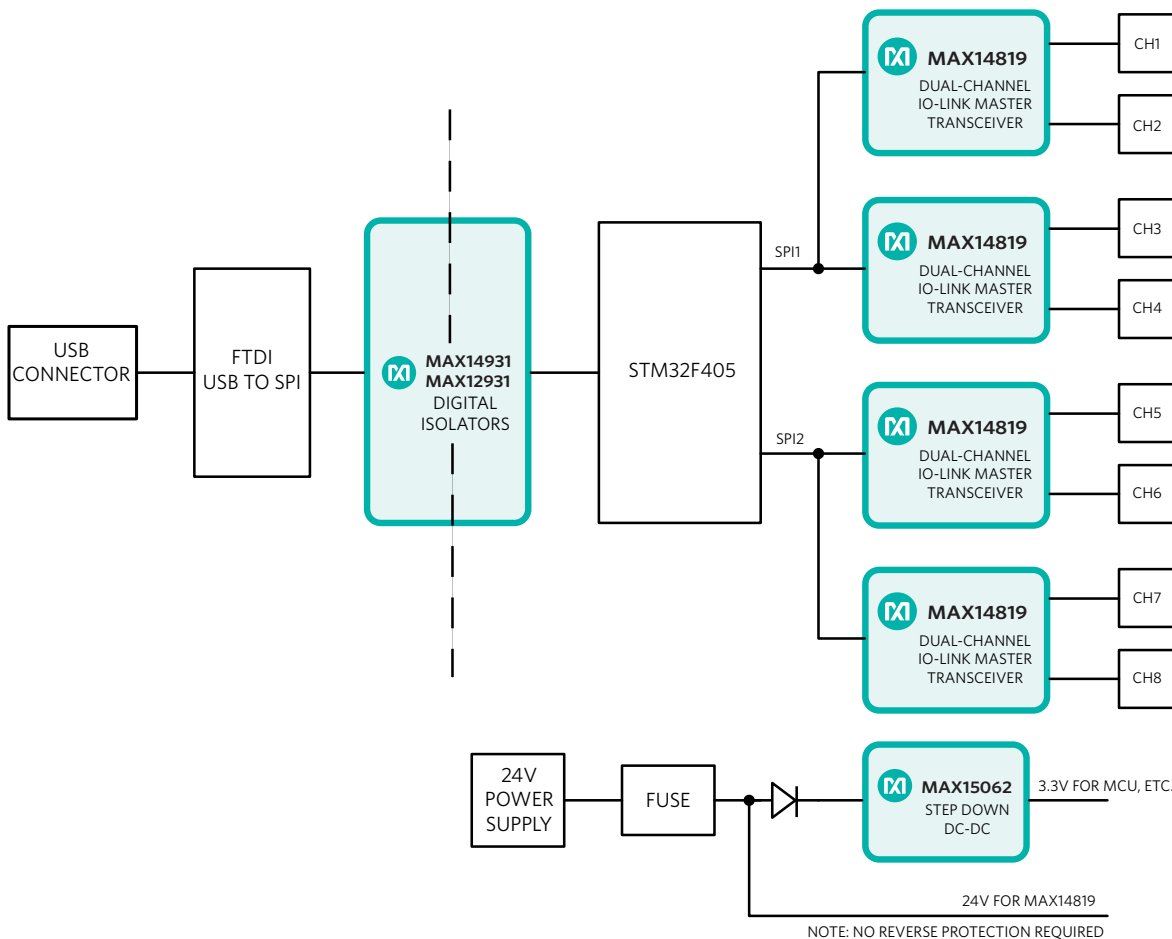 USB
CONNECTOR
FTDI
USB TO SPI
MAX14931
MAX12931
DIGITAL
ISOLATORS
STM32F405
SPI1
SPI2
MAX14819
DUAL-CHANNEL
IO-LINK MASTER
TRANSCEIVER
CH1
CH2
MAX14819
DUAL-CHANNEL
IO-LINK MASTER
TRANSCEIVER
CH3
CH4
MAX14819
DUAL-CHANNEL
IO-LINK MASTER
TRANSCEIVER
CH5
CH6
MAX14819
DUAL-CHANNEL
IO-LINK MASTER
TRANSCEIVER
CH7
CH8
24V
POWER
SUPPLY
FUSE
MAX15062
STEP DOWN
DC-DC
3.3V FOR MCU, ETC.
24V FOR MAX14819
NOTE: NO REVERSE PROTECTION REQUIRED